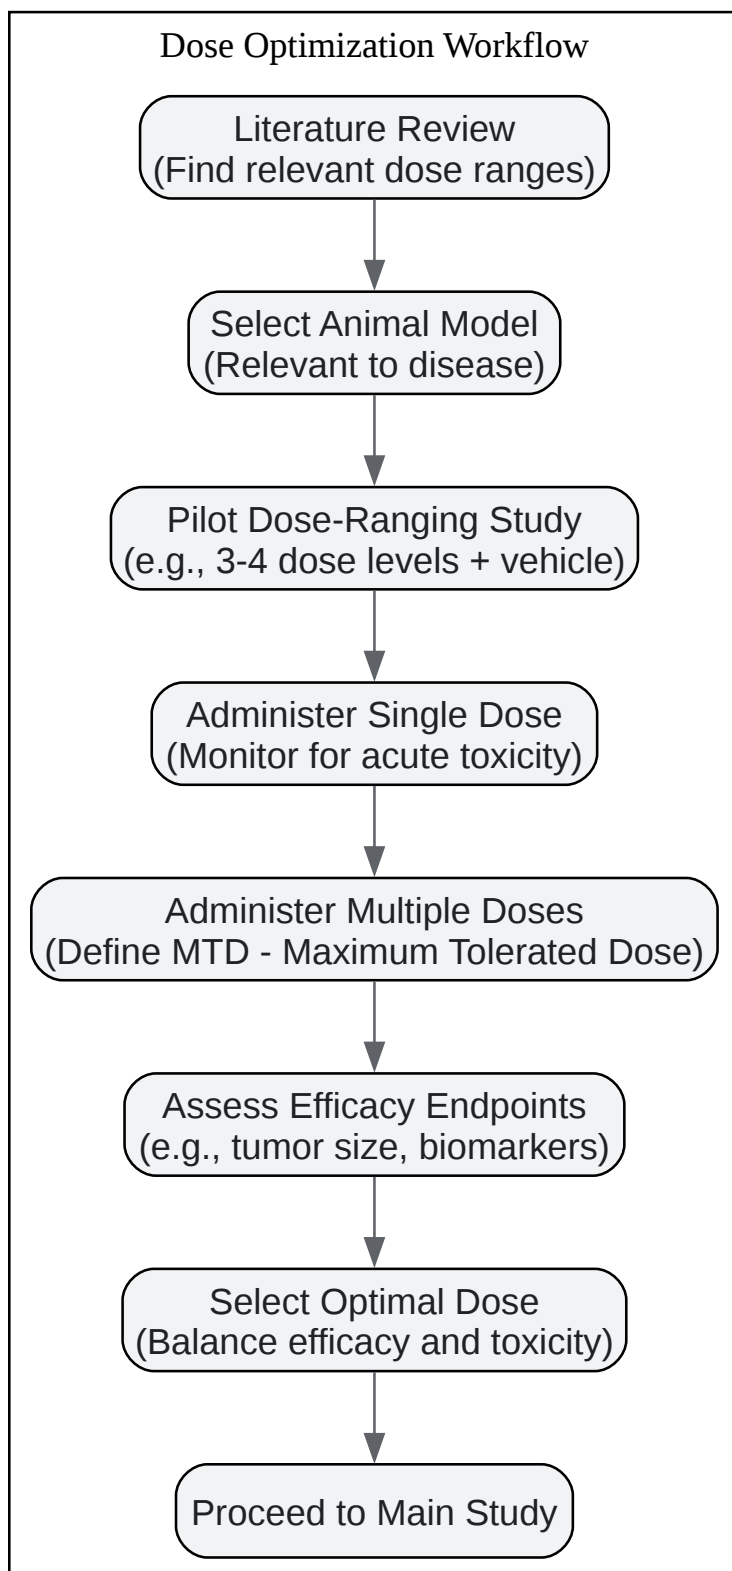 Dose Optimization Workflow
Literature Review
(Find relevant dose ranges)
Select Animal Model
(Relevant to disease)
Pilot Dose-Ranging Study
(e.g., 3-4 dose levels + vehicle)
Administer Single Dose
(Monitor for acute toxicity)
Administer Multiple Doses
(Define MTD - Maximum Tolerated Dose)
Assess Efficacy Endpoints
(e.g., tumor size, biomarkers)
Select Optimal Dose
(Balance efficacy and toxicity)
Proceed to Main Study